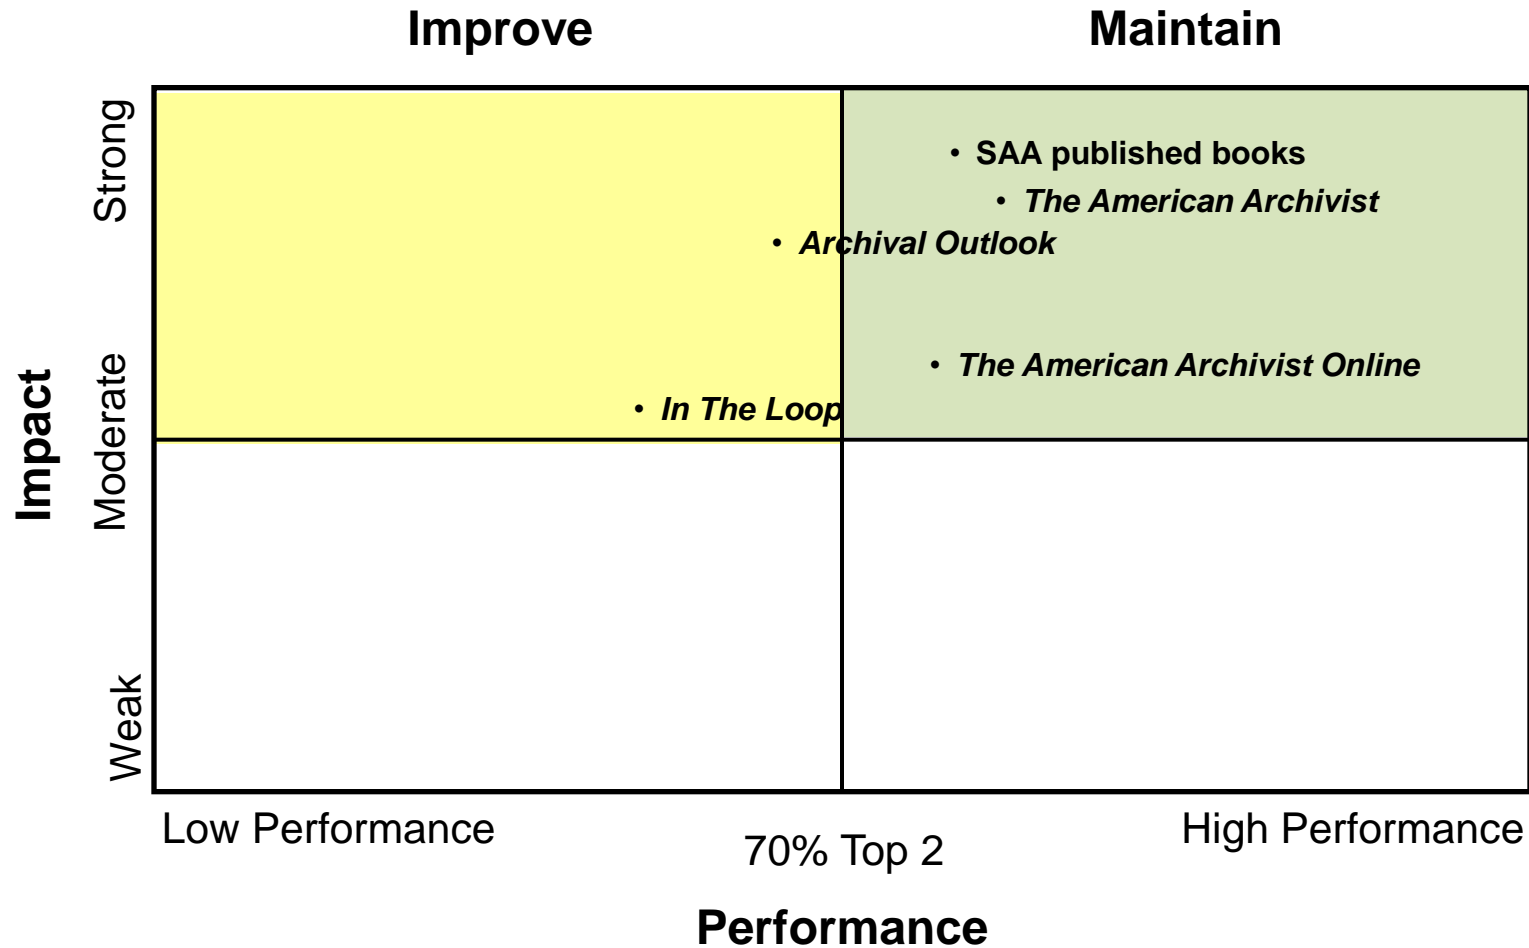 Improve
Maintain
Strong
• SAA published books
• The American Archivist
• Archival Outlook
Impact
Moderate
• The American Archivist Online
• In The Loop
Weak
Low Performance
70% Top 2
High Performance
Performance